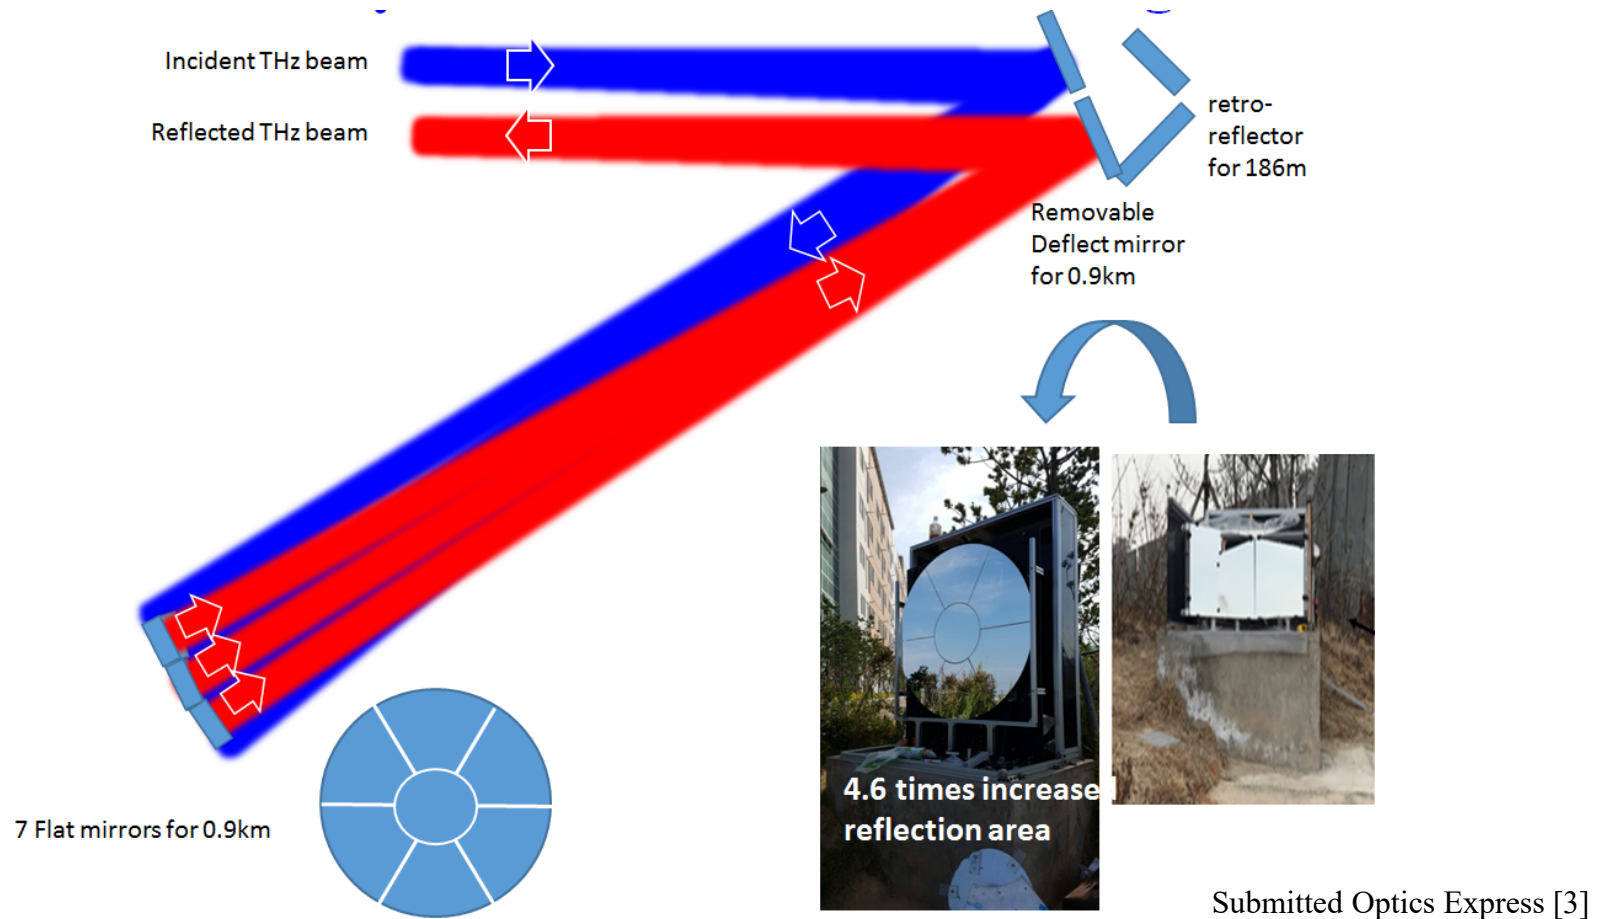 Incident THz beam
Reflected THz beam
retro-
reflector
for 186m
Removable
Deflect mirror
for 0.9km
7 Flat mirrors for 0.9km
4.6 times increased
reflection area
Submitted Optics Express [3]